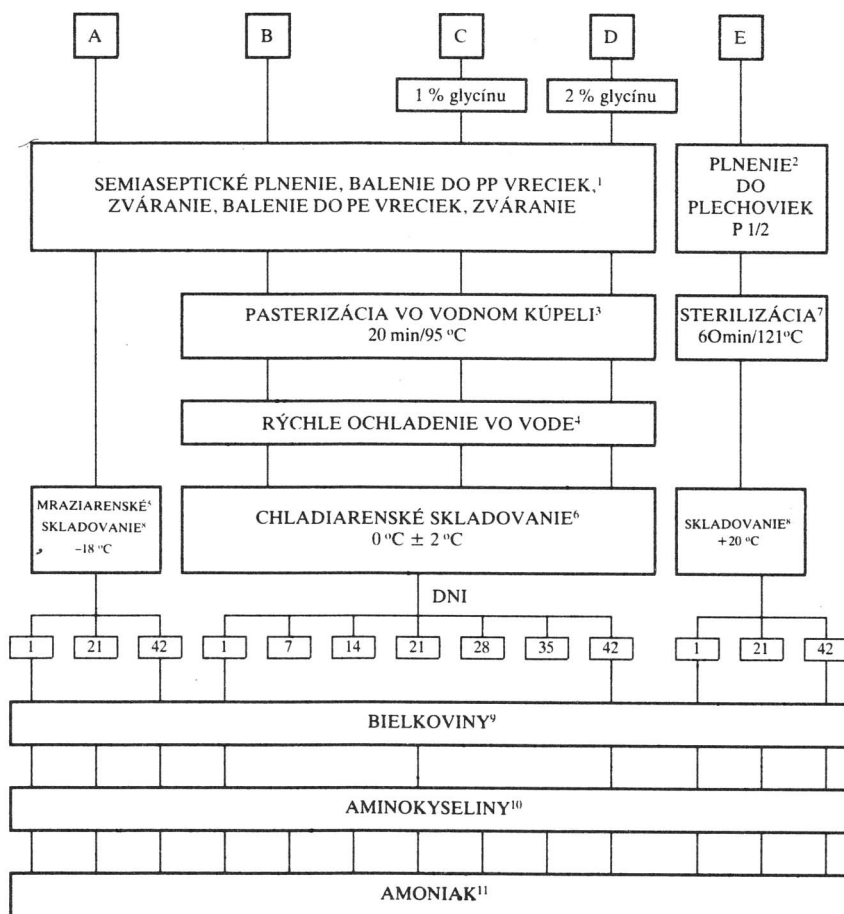 A B C D E
1 % glycínu 2 % glycínu
SEMIASEPTICKÉ PLNENIE, BALENIE DO PP VRECIEK,¹
ZVÁRANIE, BALENIE DO PE VRECIEK, ZVÁRANIE
PLNENIE²
DO
PLECHOVIEK
P 1/2
PASTERIZÁCIA VO VODNOM KÚPELI³
20 min/95 °C
STERILIZÁCIA⁷
60min/121°C
RÝCHLE OCHLADENIE VO VODE⁴
MRAZIARENSKÉ⁵
SKLADOVANIE⁸
−18 °C
CHLADIARENSKÉ SKLADOVANIE⁶
0 °C ± 2 °C
SKLADOVANIE⁸
+20 °C
DNI
1 21 42 1 7 14 21 28 35 42 1 21 42
BIELKOVINY⁹
AMINOKYSELINY¹⁰
AMONIAK¹¹